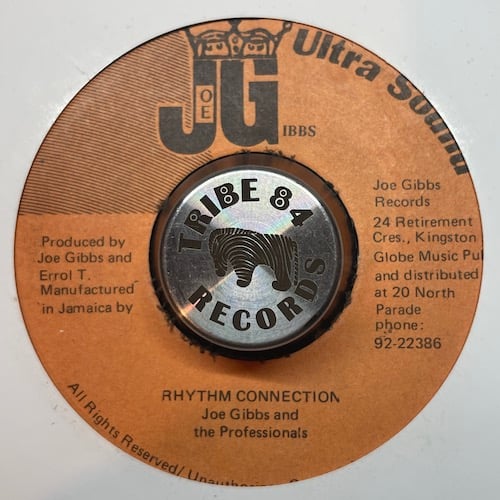 JOE GIBBS
Ultra Sound
TRIBE 84
RECORDS
Produced by
Joe Gibbs and
Errol T.
Manufactured
in Jamaica by
Joe Gibbs
Records
24 Retirement
Cres., Kingston
Globe Music Pu
and distributed
at 20 North
Parade
phone:
92-22386
RHYTHM CONNECTION
Joe Gibbs and
the Professionals
All Rights Reserved/